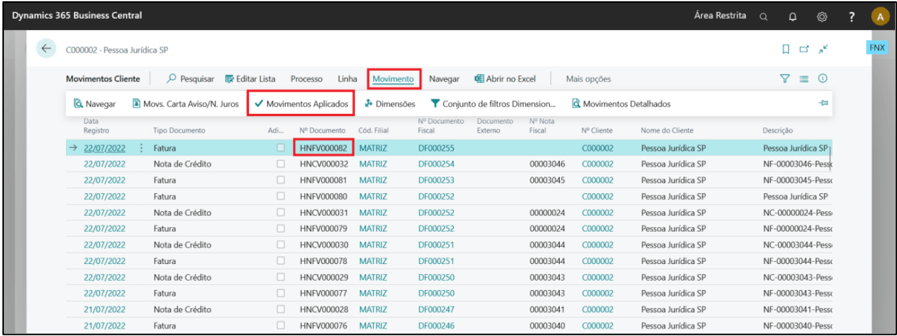 Dynamics 365 Business Central
Área Restrita
?
A
C000002 - Pessoa Jurídica SP
FNX
Movimentos Cliente Pesquisar Editar Lista Processo Linha Movimento Navegar Abrir no Excel Mais opções
Navegar Movs. Carta Aviso/N. Juros Movimentos Aplicados Dimensões Conjunto de filtros Dimension... Movimentos Detalhados
Data Registro Tipo Documento Adi... Nº Documento Cód. Filial Nº Documento Fiscal Documento Externo Nº Nota Fiscal Nº Cliente Nome do Cliente Descrição
22/07/2022 Fatura HNFV000082 MATRIZ DF000255 C000002 Pessoa Jurídica SP Pessoa Jurídica SP
22/07/2022 Nota de Crédito HNCV000032 MATRIZ DF000254 00003046 C000002 Pessoa Jurídica SP NF-00003046-Pesso
22/07/2022 Fatura HNFV000081 MATRIZ DF000253 00003045 C000002 Pessoa Jurídica SP NF-00003045-Pesso
22/07/2022 Fatura HNFV000080 MATRIZ DF000252 C000002 Pessoa Jurídica SP Pessoa Jurídica SP
22/07/2022 Nota de Crédito HNCV000031 MATRIZ DF000252 00000024 C000002 Pessoa Jurídica SP NC-00000024-Pess
22/07/2022 Fatura HNFV000079 MATRIZ DF000252 00000024 C000002 Pessoa Jurídica SP NF-00000024-Pess
22/07/2022 Nota de Crédito HNCV000030 MATRIZ DF000251 00003044 C000002 Pessoa Jurídica SP NC-00003044-Pess
22/07/2022 Fatura HNFV000078 MATRIZ DF000251 00003044 C000002 Pessoa Jurídica SP NF-00003044-Pess
22/07/2022 Nota de Crédito HNCV000029 MATRIZ DF000250 00003043 C000002 Pessoa Jurídica SP NC-00003043-Pess
22/07/2022 Fatura HNFV000077 MATRIZ DF000250 00003043 C000002 Pessoa Jurídica SP NF-00003043-Pess
21/07/2022 Nota de Crédito HNCV000028 MATRIZ DF000247 00003041 C000002 Pessoa Jurídica SP NF-00003041-Pess
21/07/2022 Fatura HNFV000076 MATRIZ DF000246 00003040 C000002 Pessoa Jurídica SP NF-00003040-Pess